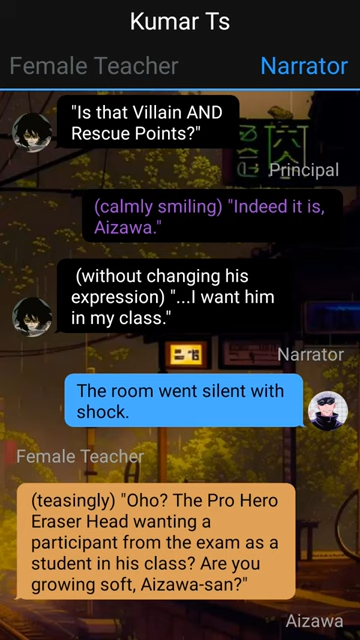 Kumar Ts
Female Teacher
Narrator
"Is that Villain AND
Rescue Points?"
Principal
(calmly smiling) "Indeed it is,
Aizawa."
(without changing his
expression) "...I want him
in my class."
Narrator
The room went silent with
shock.
Female Teacher
(teasingly) "Oho? The Pro Hero
Eraser Head wanting a
participant from the exam as a
student in his class? Are you
growing soft, Aizawa-san?"
Aizawa